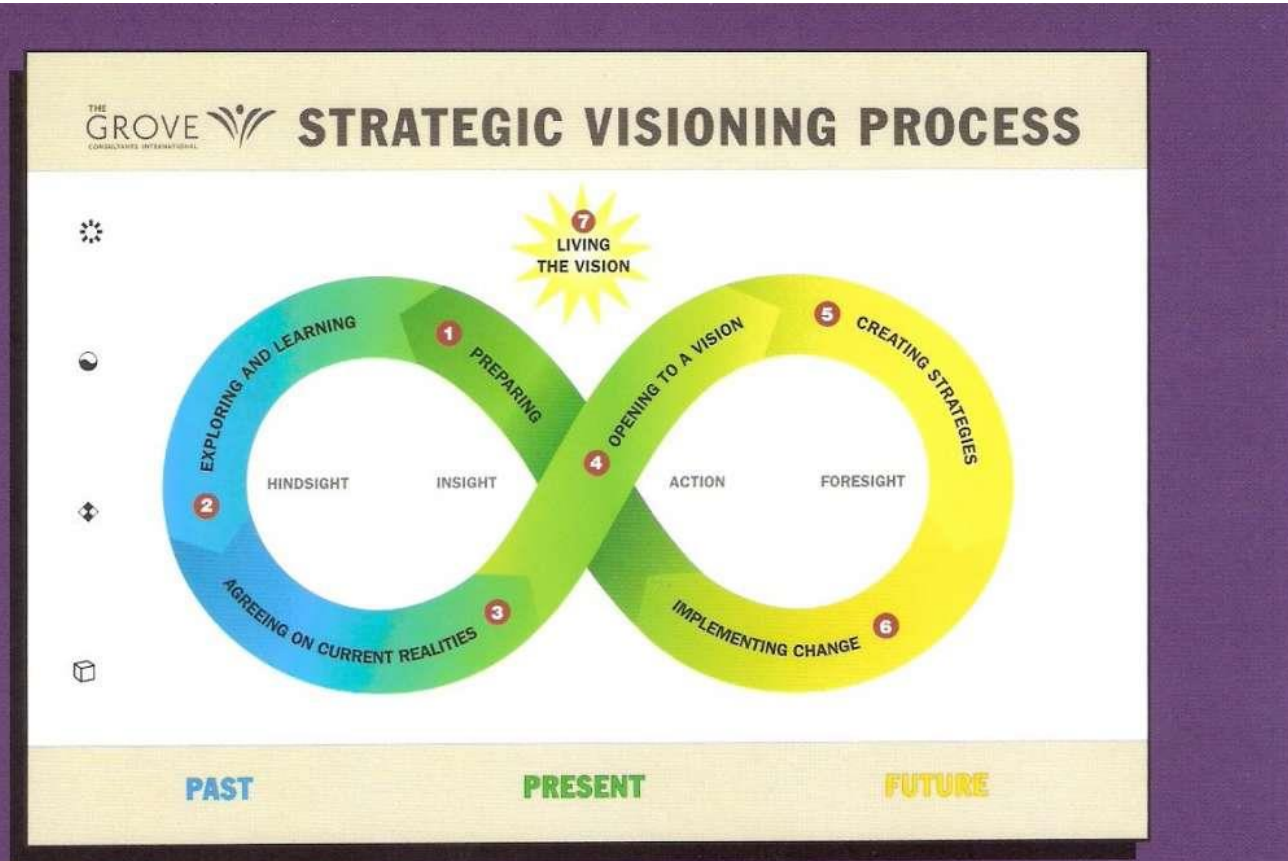 THE
GROVE
CONSULTANTS INTERNATIONAL
STRATEGIC VISIONING PROCESS
7
LIVING
THE VISION
1
PREPARING
2
EXPLORING AND LEARNING
3
AGREEING ON CURRENT REALITIES
4
OPENING TO A VISION
5
CREATING STRATEGIES
6
IMPLEMENTING CHANGE
HINDSIGHT
INSIGHT
ACTION
FORESIGHT
PAST
PRESENT
FUTURE